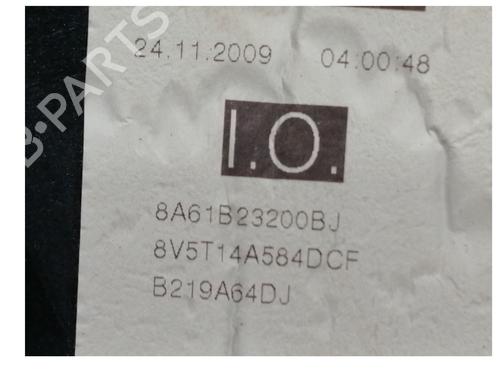 24.11.2009 04:00:48
I.O.
8A61B23200BJ
8V5T14A584DCF
B219A64DJ
B-PARTS